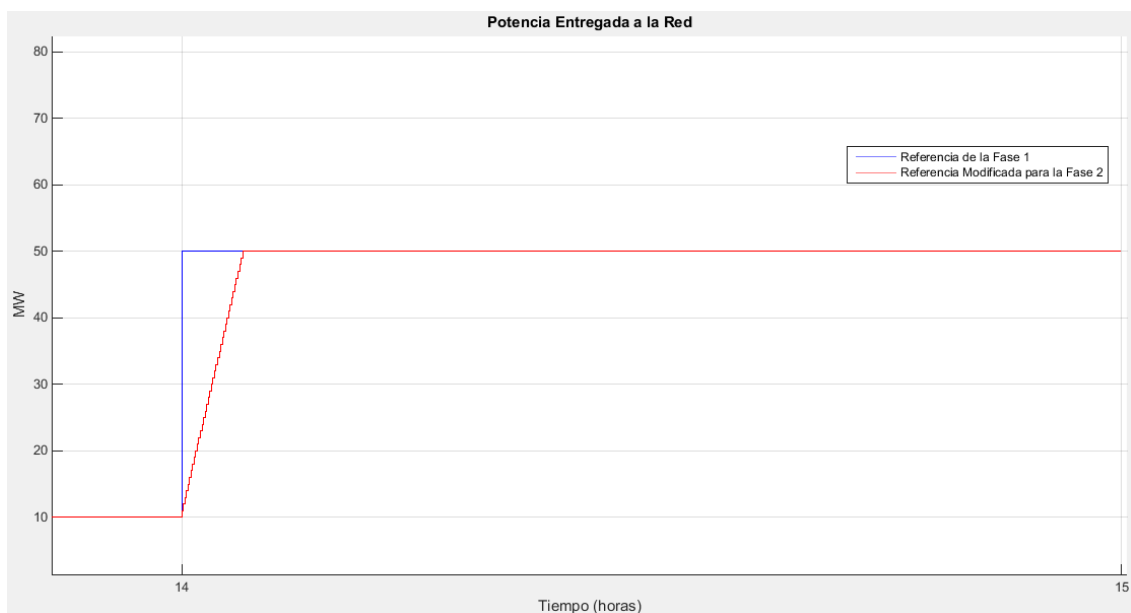 Potencia Entregada a la Red
80
70
60
50
40
30
20
10
MW
Referencia de la Fase 1
Referencia Modificada para la Fase 2
14
15
Tiempo (horas)